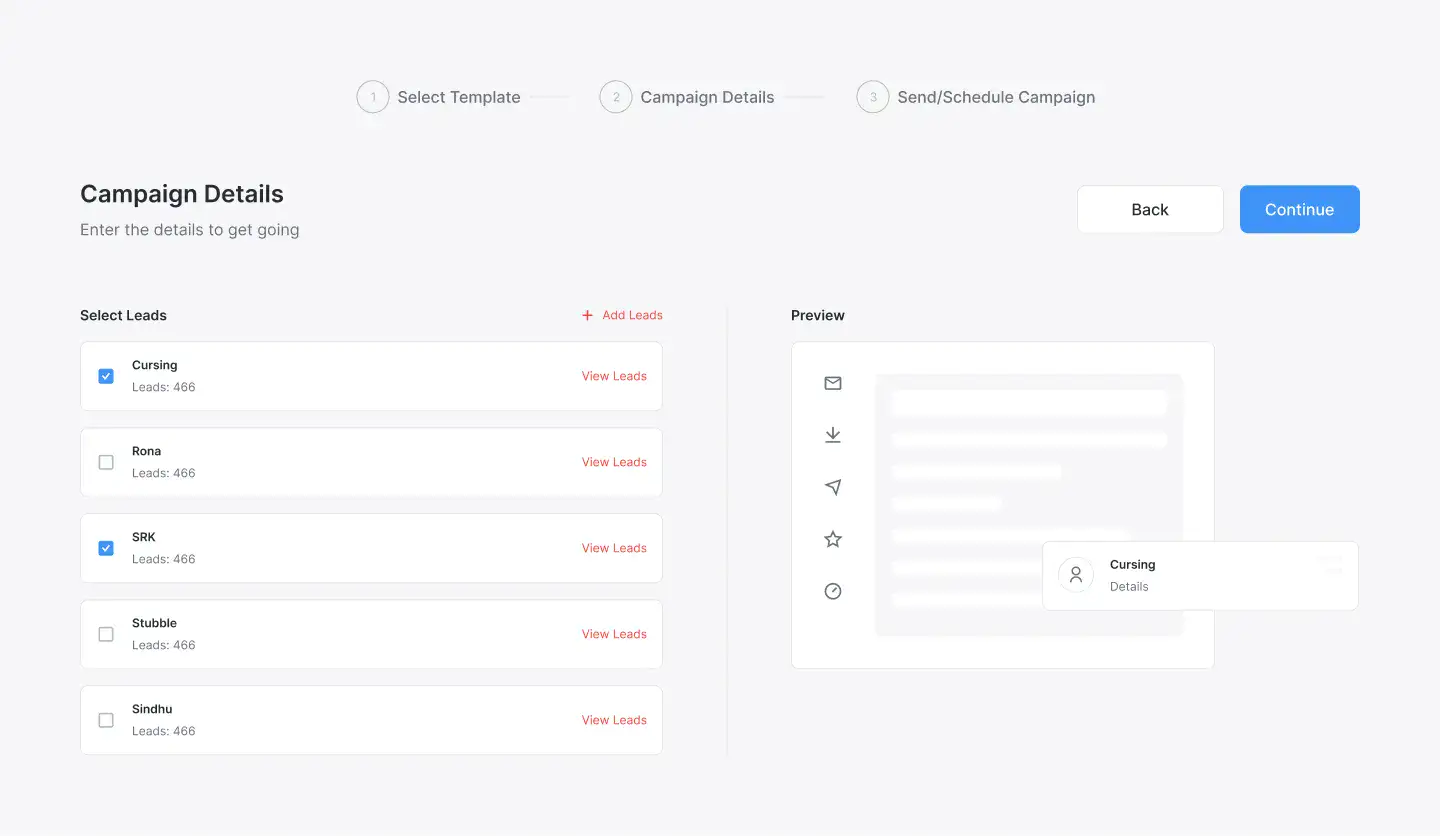 1 Select Template 2 Campaign Details 3 Send/Schedule Campaign
Campaign Details
Enter the details to get going
Back Continue
Select Leads + Add Leads
Cursing
Leads: 466
View Leads
Rona
Leads: 466
View Leads
SRK
Leads: 466
View Leads
Stubble
Leads: 466
View Leads
Sindhu
Leads: 466
View Leads
Preview
Cursing
Details